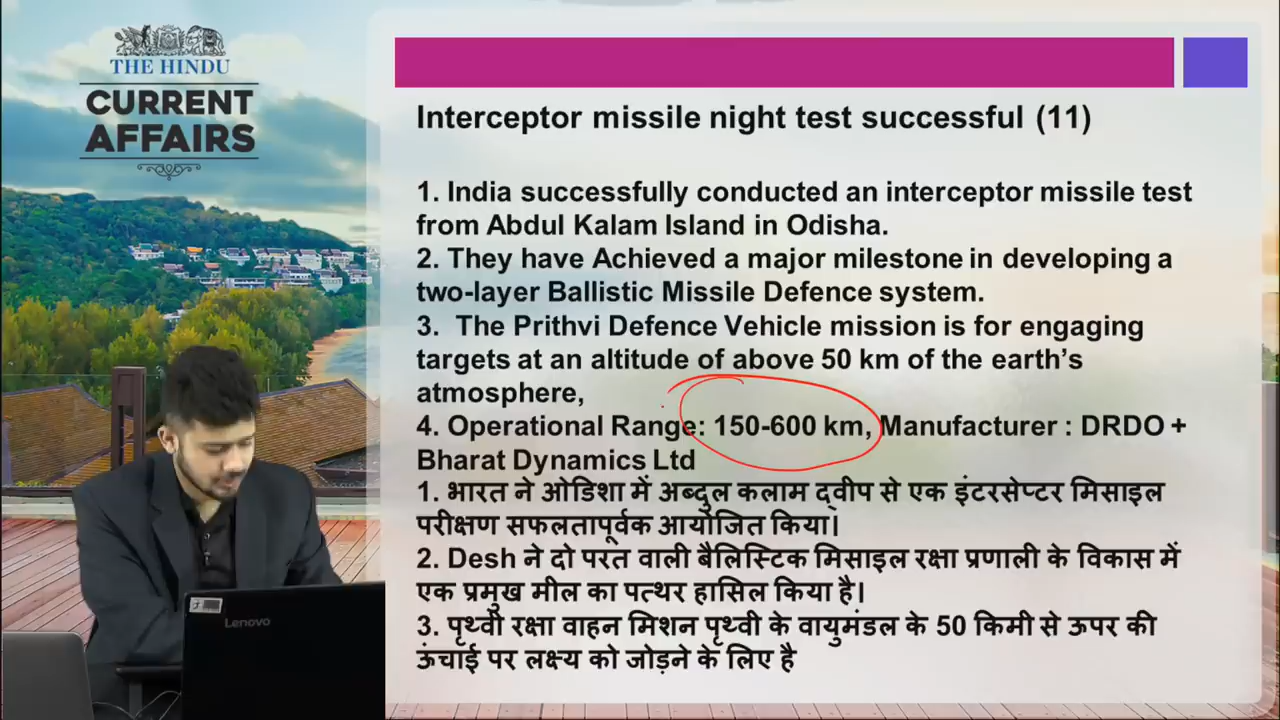 THE HINDU
CURRENT
AFFAIRS
Interceptor missile night test successful (11)
1. India successfully conducted an interceptor missile test
from Abdul Kalam Island in Odisha.
2. They have Achieved a major milestone in developing a
two-layer Ballistic Missile Defence system.
3. The Prithvi Defence Vehicle mission is for engaging
targets at an altitude of above 50 km of the earth's
atmosphere,
4. Operational Range: 150-600 km, Manufacturer : DRDO +
Bharat Dynamics Ltd
1. भारत ने ओडिशा में अब्दुल कलाम द्वीप से एक इंटरसेप्टर मिसाइल
परीक्षण सफलतापूर्वक आयोजित किया।
2. Desh ने दो परत वाली बैलिस्टिक मिसाइल रक्षा प्रणाली के विकास में
एक प्रमुख मील का पत्थर हासिल किया है।
3. पृथ्वी रक्षा वाहन मिशन पृथ्वी के वायुमंडल के 50 किमी से ऊपर की
ऊंचाई पर लक्ष्य को जोड़ने के लिए है
Lenovo